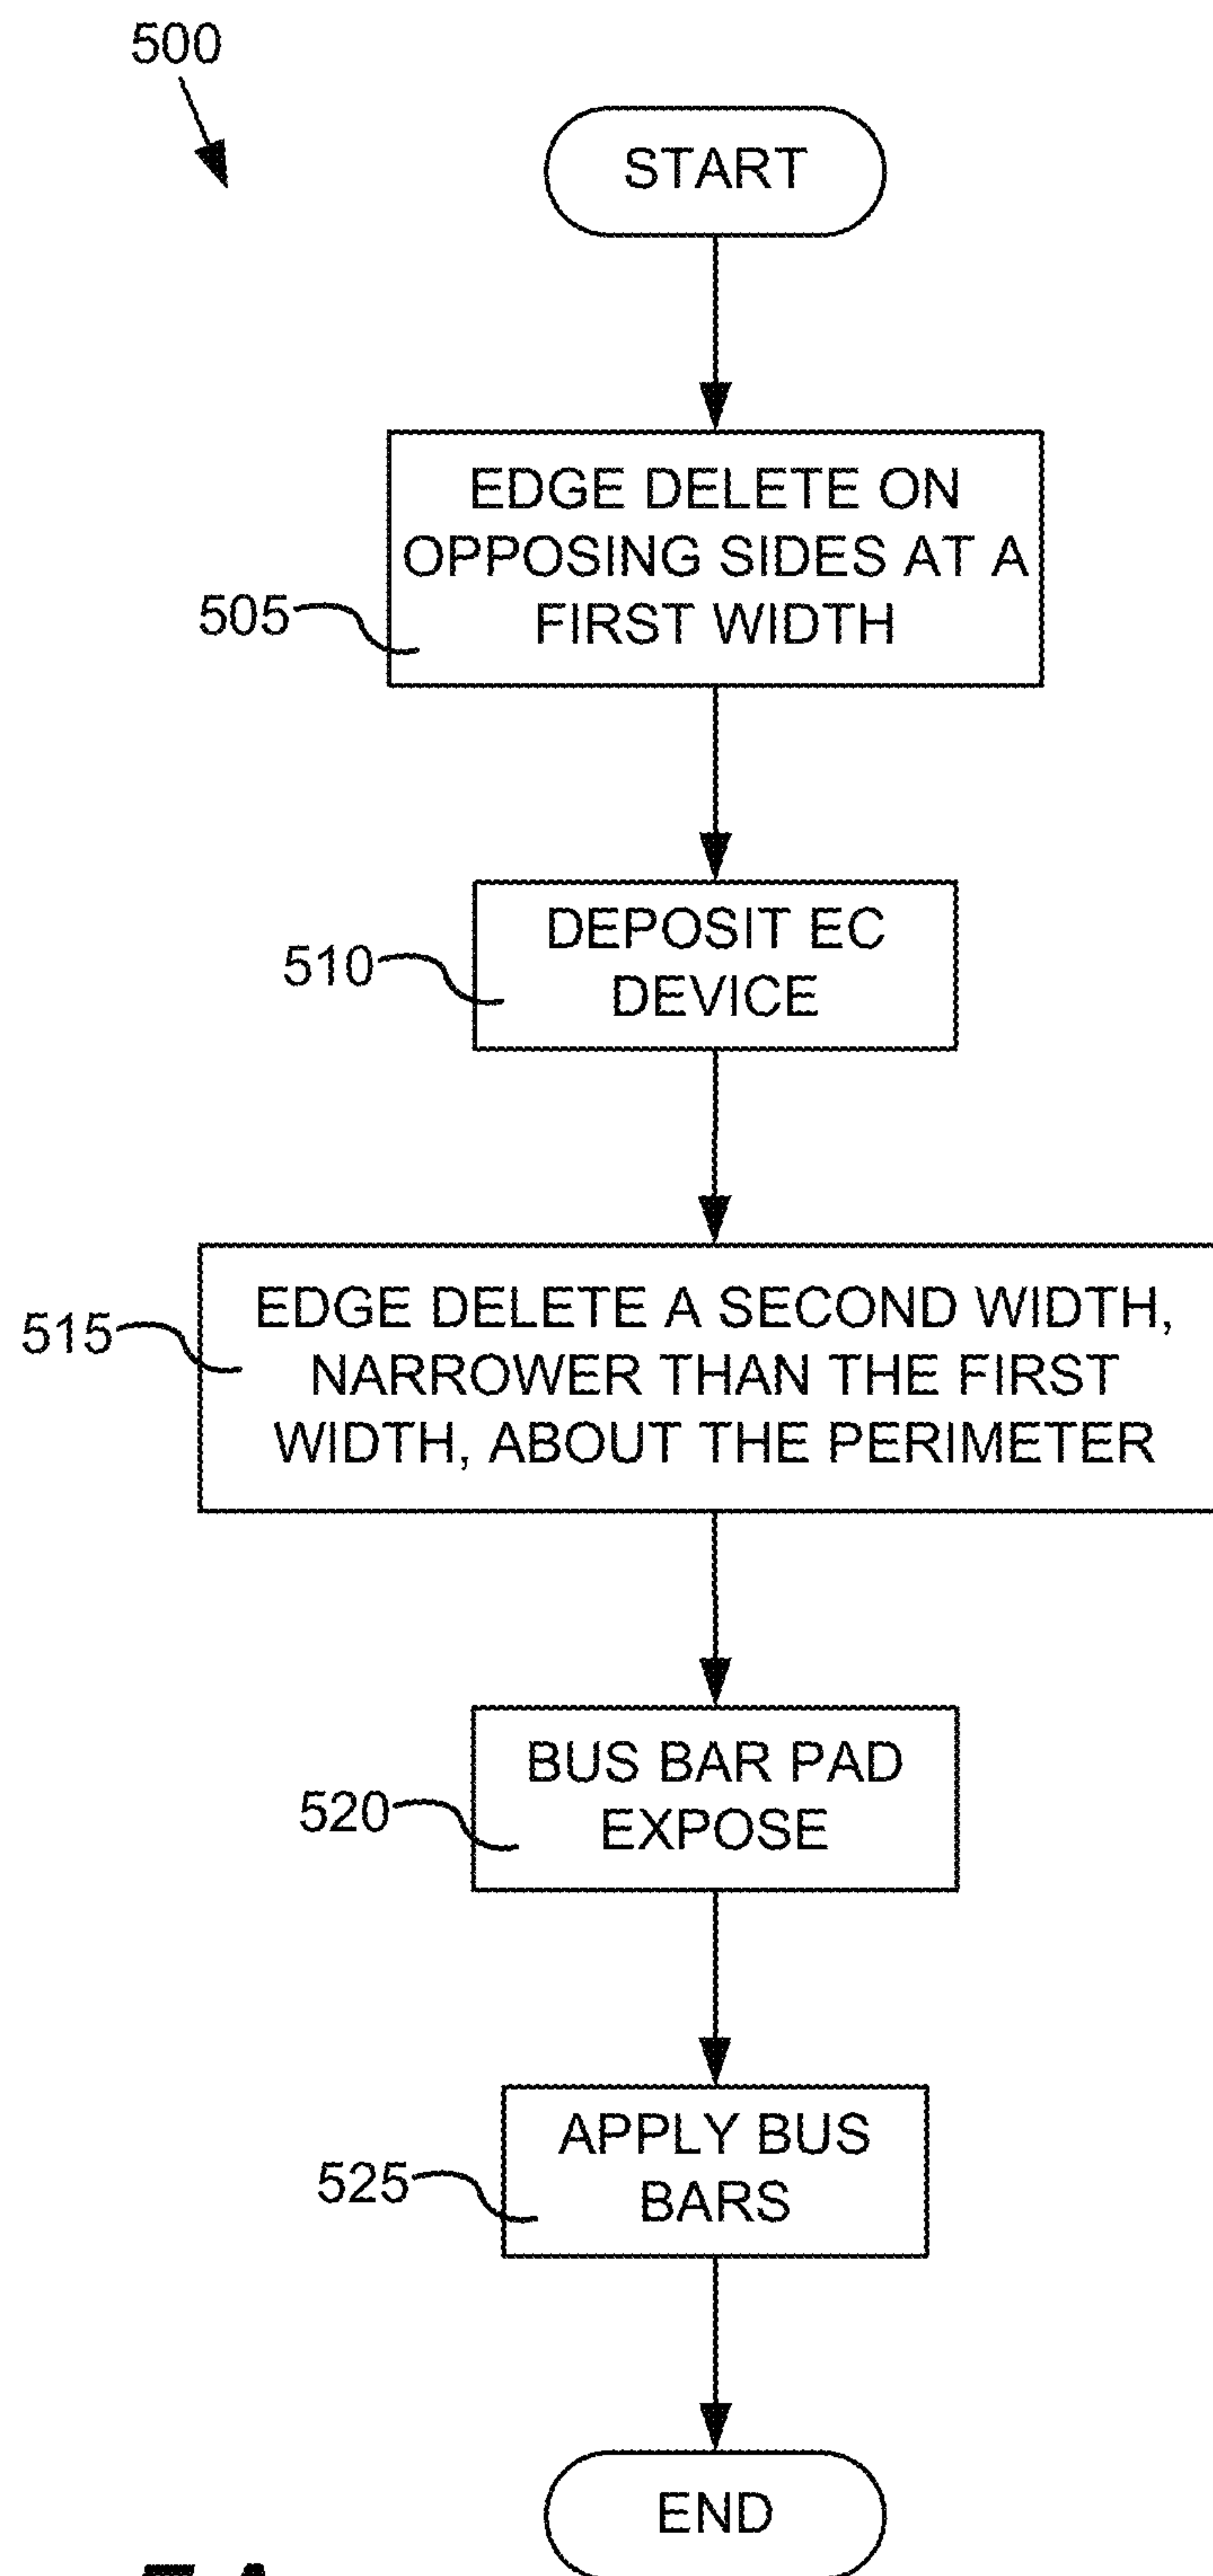 500
START
EDGE DELETE ON
OPPOSING SIDES AT A
FIRST WIDTH
505
DEPOSIT EC
DEVICE
510
EDGE DELETE A SECOND WIDTH,
NARROWER THAN THE FIRST
WIDTH, ABOUT THE PERIMETER
515
BUS BAR PAD
EXPOSE
520
APPLY BUS
BARS
525
END